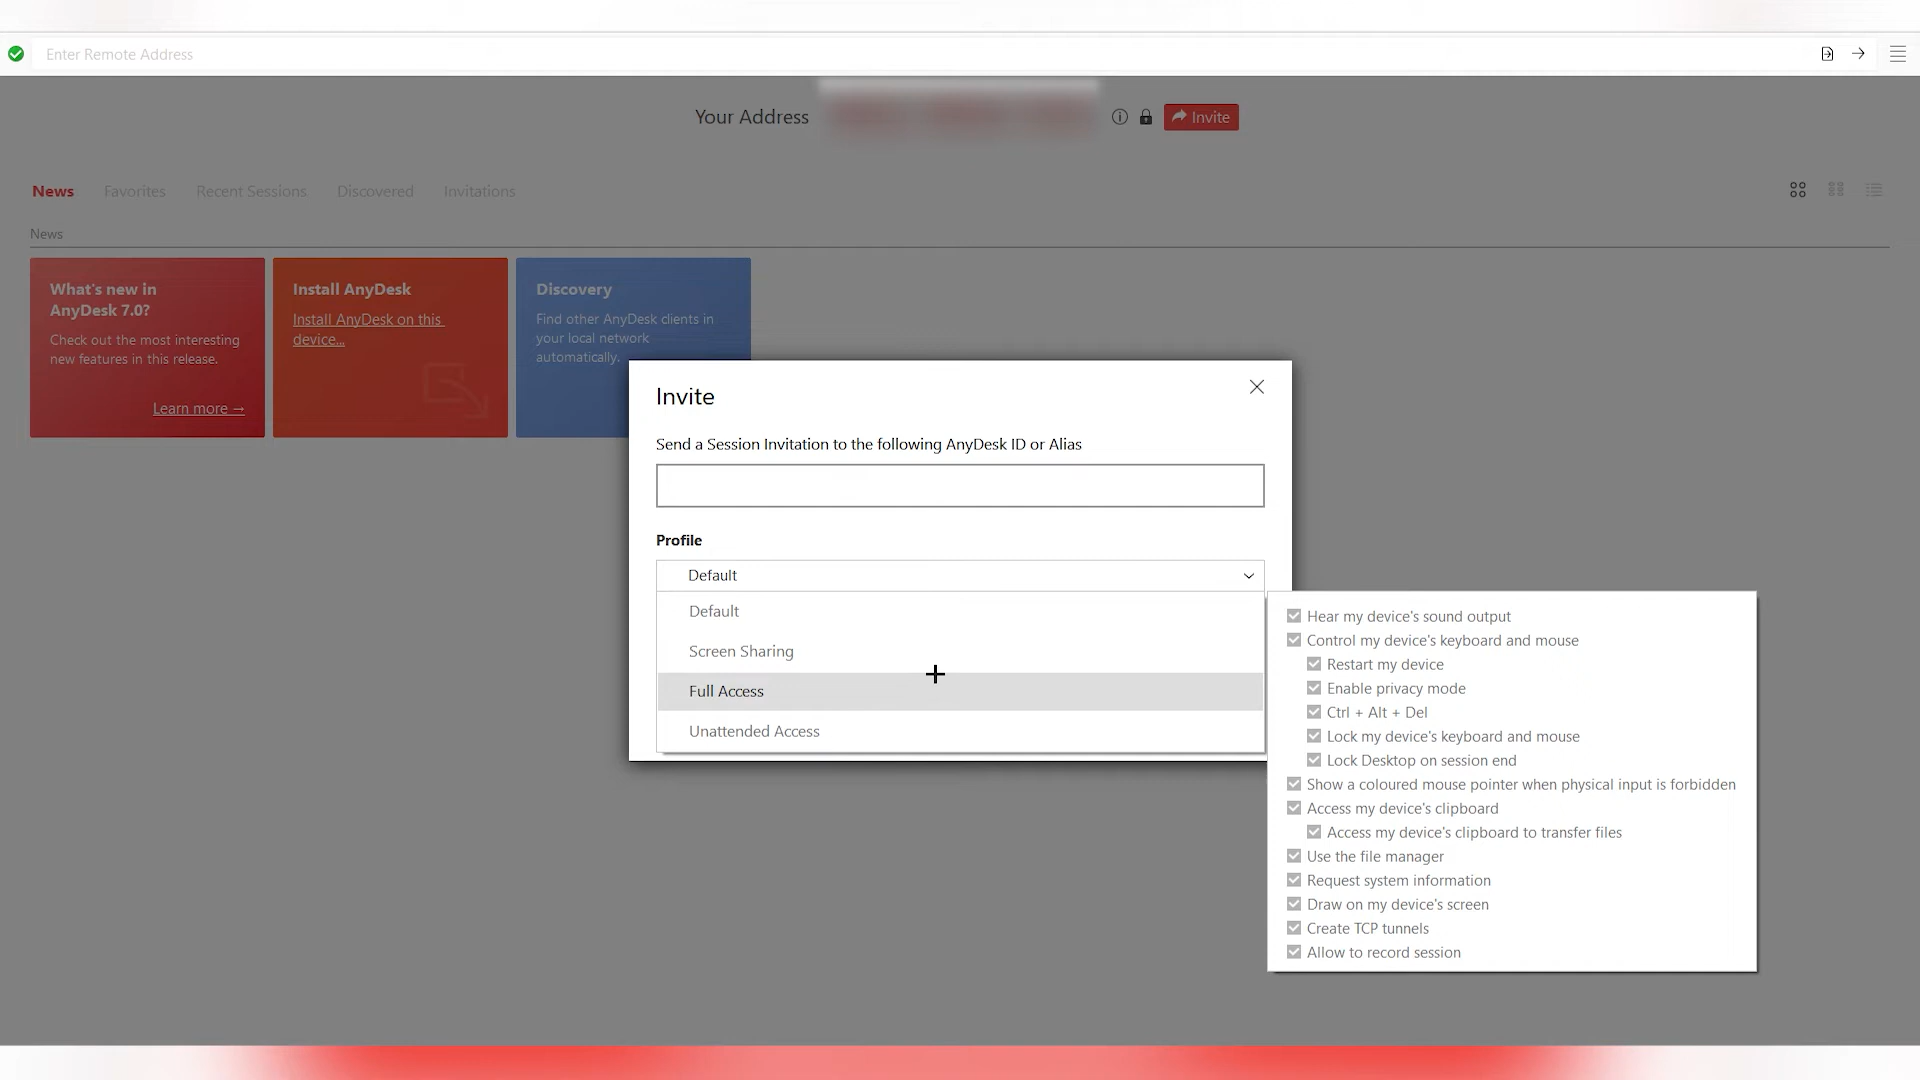 Enter Remote Address
Your Address
Invite
News
Favorites
Recent Sessions
Discovered
Invitations
News
What's new in
AnyDesk 7.0?
Check out the most interesting
new features in this release.
Learn more →
Install AnyDesk
Install AnyDesk on this
device...
Discovery
Find other AnyDesk clients in
your local network
automatically.
Invite
Send a Session Invitation to the following AnyDesk ID or Alias
Profile
Default
Default
Screen Sharing
Full Access
Unattended Access
Hear my device's sound output
Control my device's keyboard and mouse
Restart my device
Enable privacy mode
Ctrl + Alt + Del
Lock my device's keyboard and mouse
Lock Desktop on session end
Show a coloured mouse pointer when physical input is forbidden
Access my device's clipboard
Access my device's clipboard to transfer files
Use the file manager
Request system information
Draw on my device's screen
Create TCP tunnels
Allow to record session